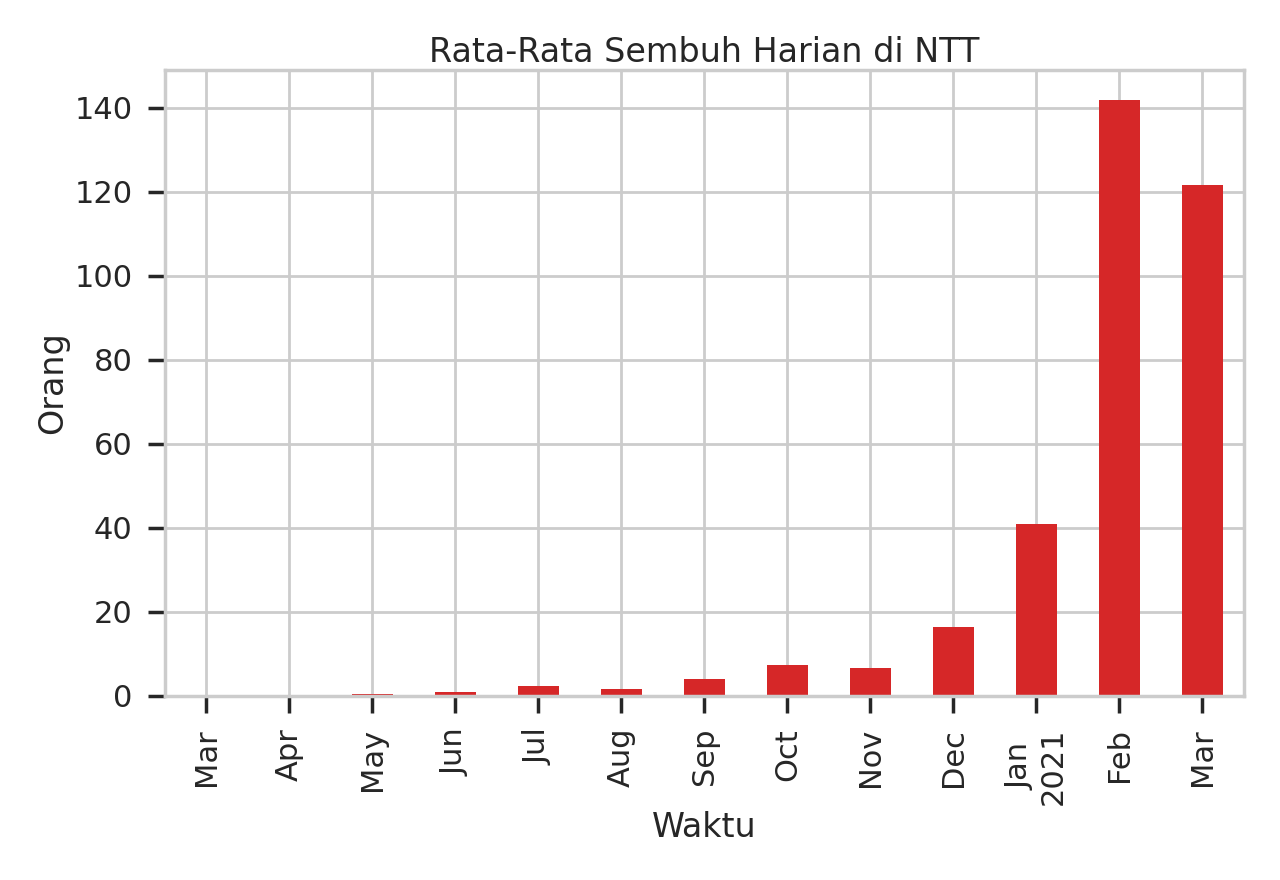 Rata-Rata Sembuh Harian di NTT
140
120
100
80
60
40
20
0
Orang
Mar
Apr
May
Jun
Jul
Aug
Sep
Oct
Nov
Dec
Jan
2021
Feb
Mar
Waktu